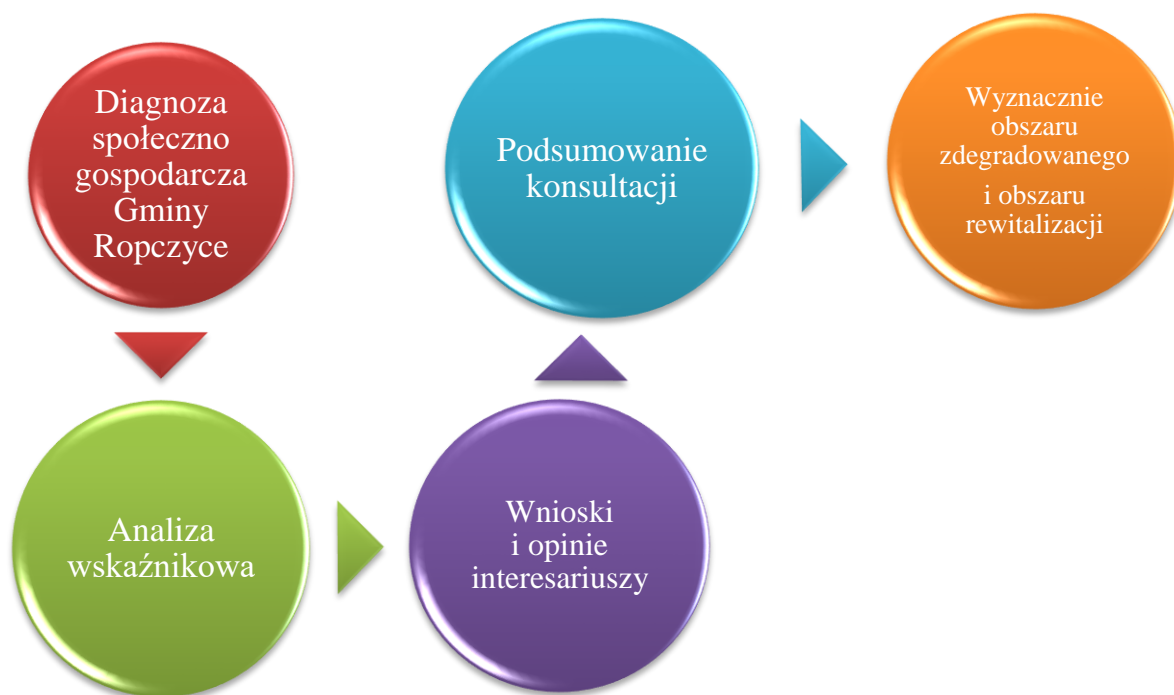 Diagnoza
społeczno
gospodarcza
Gminy
Ropczyce
Analiza
wskaźnikowa
Wnioski
i opinie
interesariuszy
Podsumowanie
konsultacji
Wyznacznie
obszaru
zdegradowanego
i obszaru
rewitalizacji